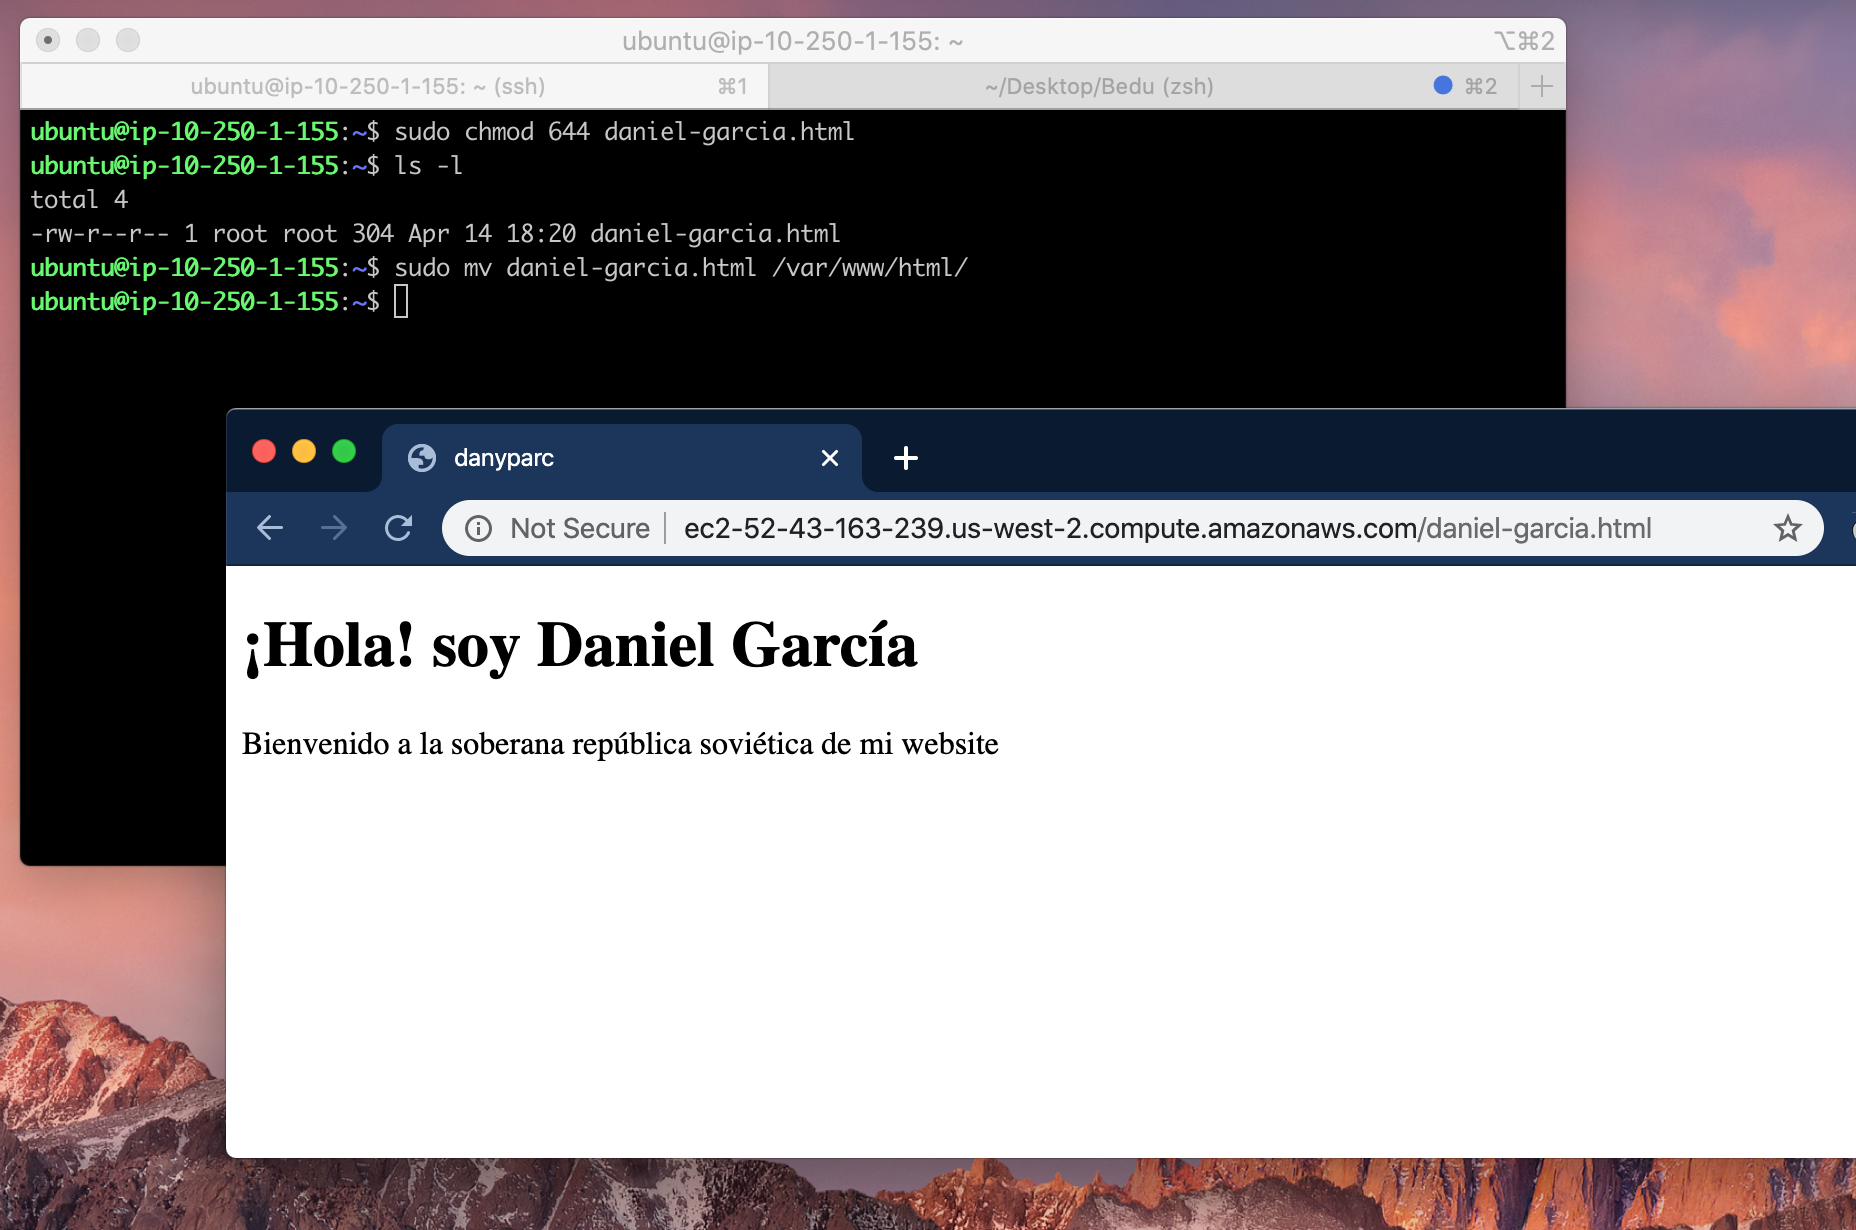 ubuntu@ip-10-250-1-155: ~ ⌥⌘2
ubuntu@ip-10-250-1-155: ~ (ssh) ⌘1 ~/Desktop/Bedu (zsh) ⌘2
ubuntu@ip-10-250-1-155:~$ sudo chmod 644 daniel-garcia.html
ubuntu@ip-10-250-1-155:~$ ls -l
total 4
-rw-r--r-- 1 root root 304 Apr 14 18:20 daniel-garcia.html
ubuntu@ip-10-250-1-155:~$ sudo mv daniel-garcia.html /var/www/html/
ubuntu@ip-10-250-1-155:~$
danyparc
Not Secure ec2-52-43-163-239.us-west-2.compute.amazonaws.com/daniel-garcia.html
¡Hola! soy Daniel García
Bienvenido a la soberana república soviética de mi website